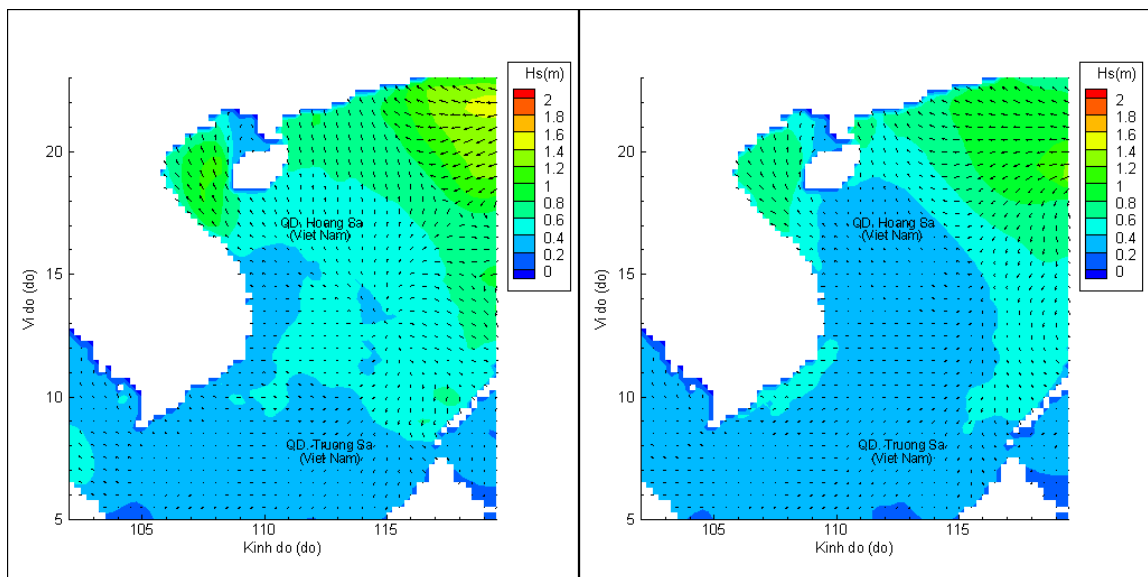 Hs(m)
2
1.8
1.6
1.4
1.2
1
0.8
0.6
0.4
0.2
0
20
15
10
5
Vi do (do)
QD. Hoang Sa
(Viet Nam)
QD. Truong Sa
(Viet Nam)
105
110
115
Kinh do (do)
Hs(m)
2
1.8
1.6
1.4
1.2
1
0.8
0.6
0.4
0.2
0
20
15
10
5
Vi do (do)
QD. Hoang Sa
(Viet Nam)
QD. Truong Sa
(Viet Nam)
105
110
115
Kinh do (do)